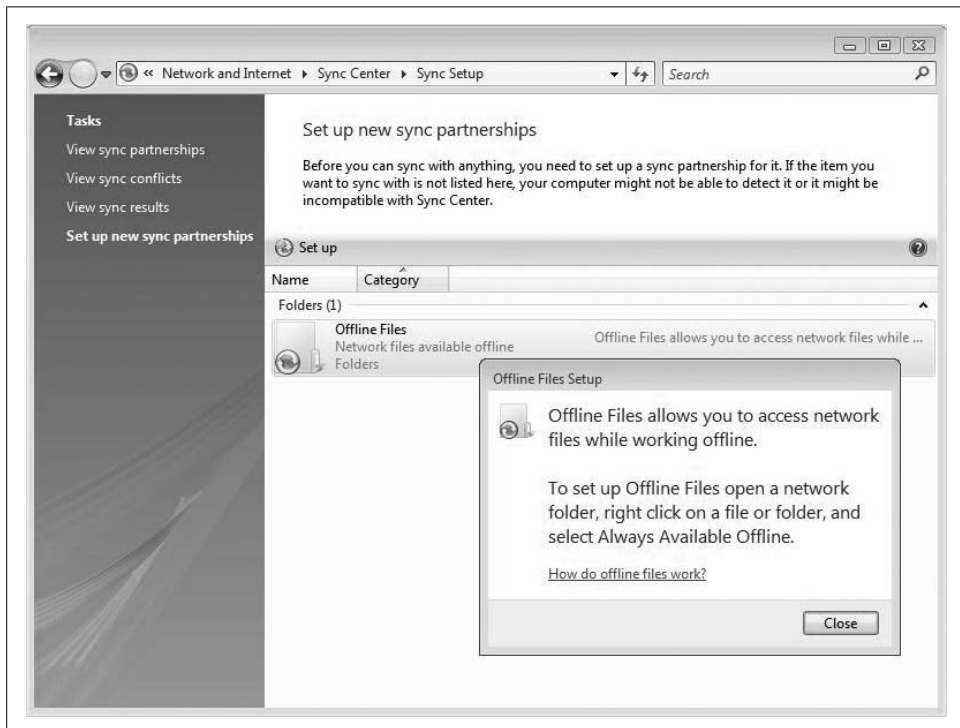 « Network and Internet ▸ Sync Center ▸ Sync Setup
Search
Tasks
View sync partnerships
View sync conflicts
View sync results
Set up new sync partnerships
Set up new sync partnerships
Before you can sync with anything, you need to set up a sync partnership for it. If the item you
want to sync with is not listed here, your computer might not be able to detect it or it might be
incompatible with Sync Center.
Set up
Name
Category
Folders (1)
Offline Files
Network files available offline
Folders
Offline Files allows you to access network files while ...
Offline Files Setup
Offline Files allows you to access network
files while working offline.
To set up Offline Files open a network
folder, right click on a file or folder, and
select Always Available Offline.
How do offline files work?
Close